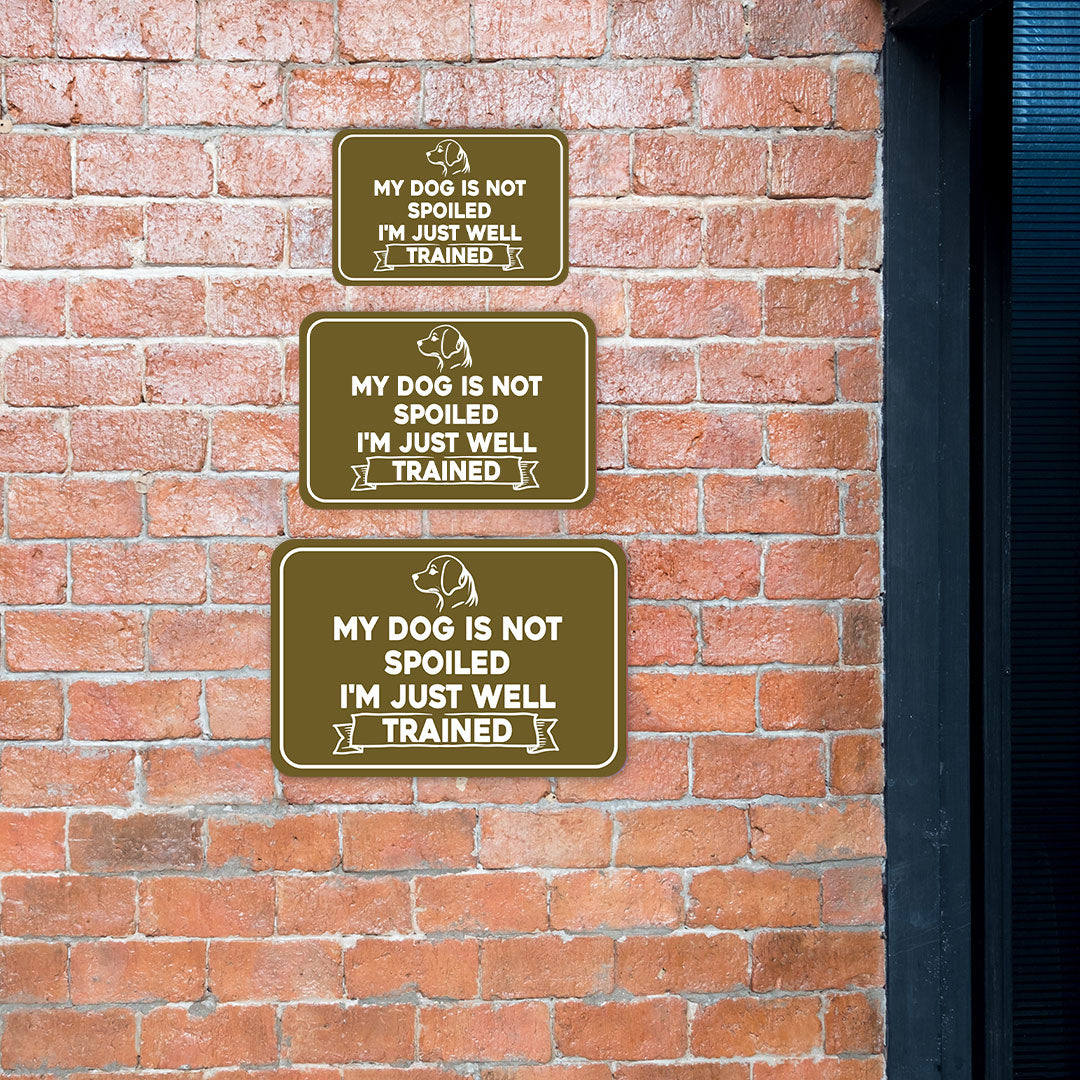 MY DOG IS NOT
SPOILED
I'M JUST WELL
TRAINED
MY DOG IS NOT
SPOILED
I'M JUST WELL
TRAINED
MY DOG IS NOT
SPOILED
I'M JUST WELL
TRAINED